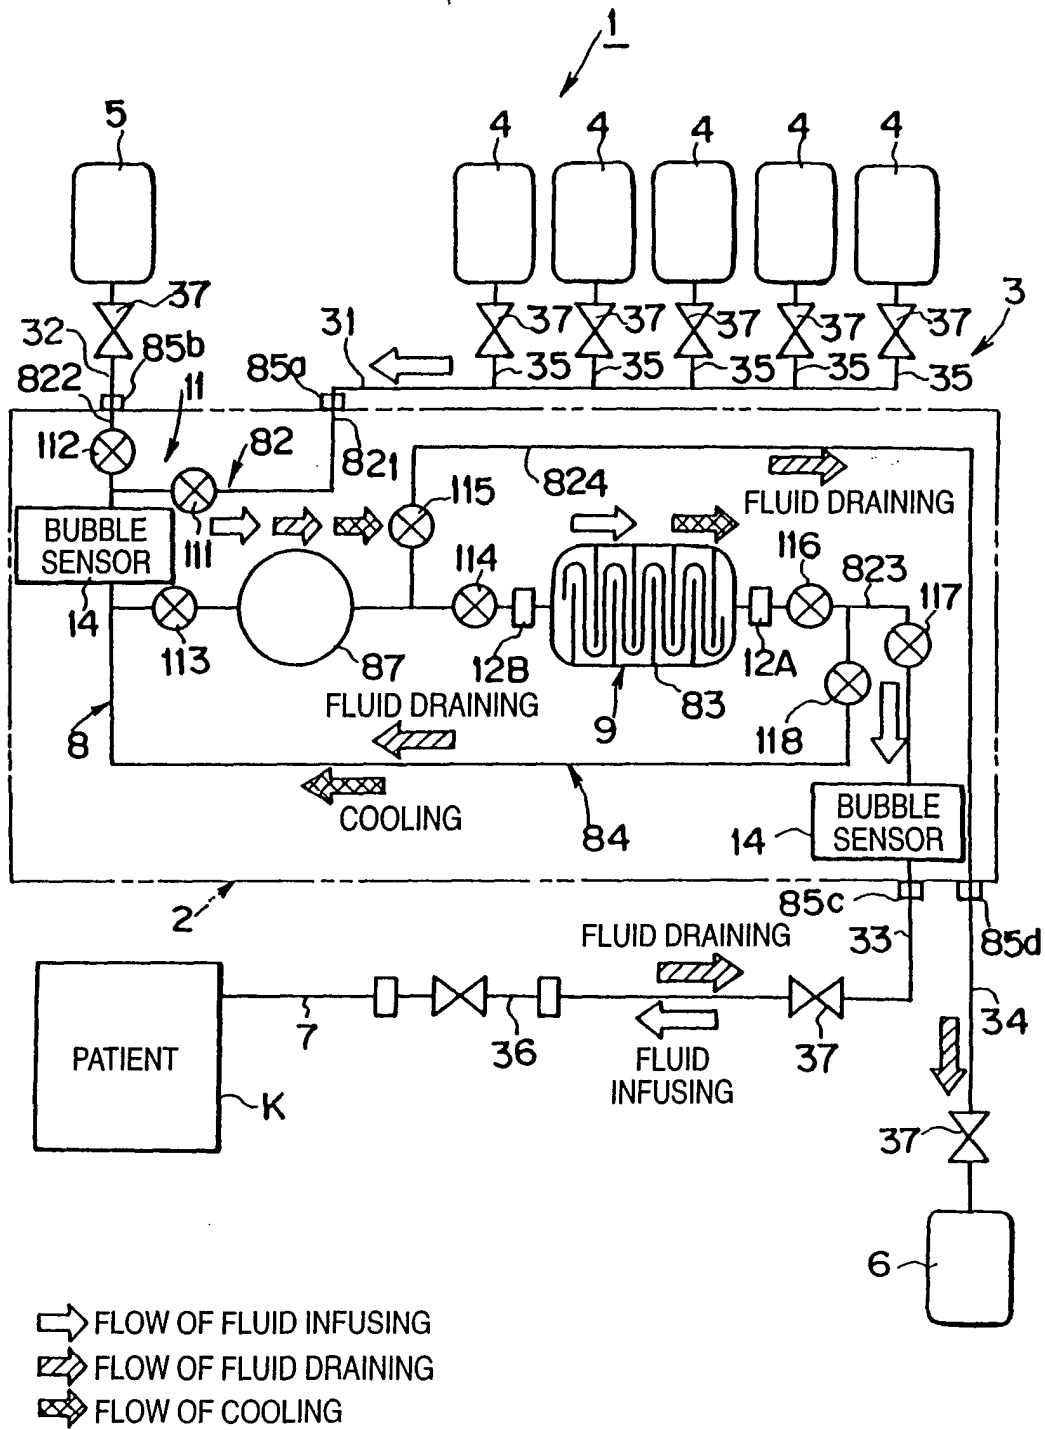 1
5
4 4 4 4 4
37
37 37 37 37 37
3
32
85b
31
85a
35 35 35 35 35
822
11
112
82
821
824
115
FLUID DRAINING
BUBBLE
SENSOR
111
114
116
823
117
14
113
87
12B
9
83
12A
118
FLUID DRAINING
8
COOLING
84
BUBBLE
SENSOR
14
2
85c
85d
FLUID DRAINING
33
34
PATIENT
7
36
37
K
FLUID
INFUSING
37
6
FLOW OF FLUID INFUSING
FLOW OF FLUID DRAINING
FLOW OF COOLING